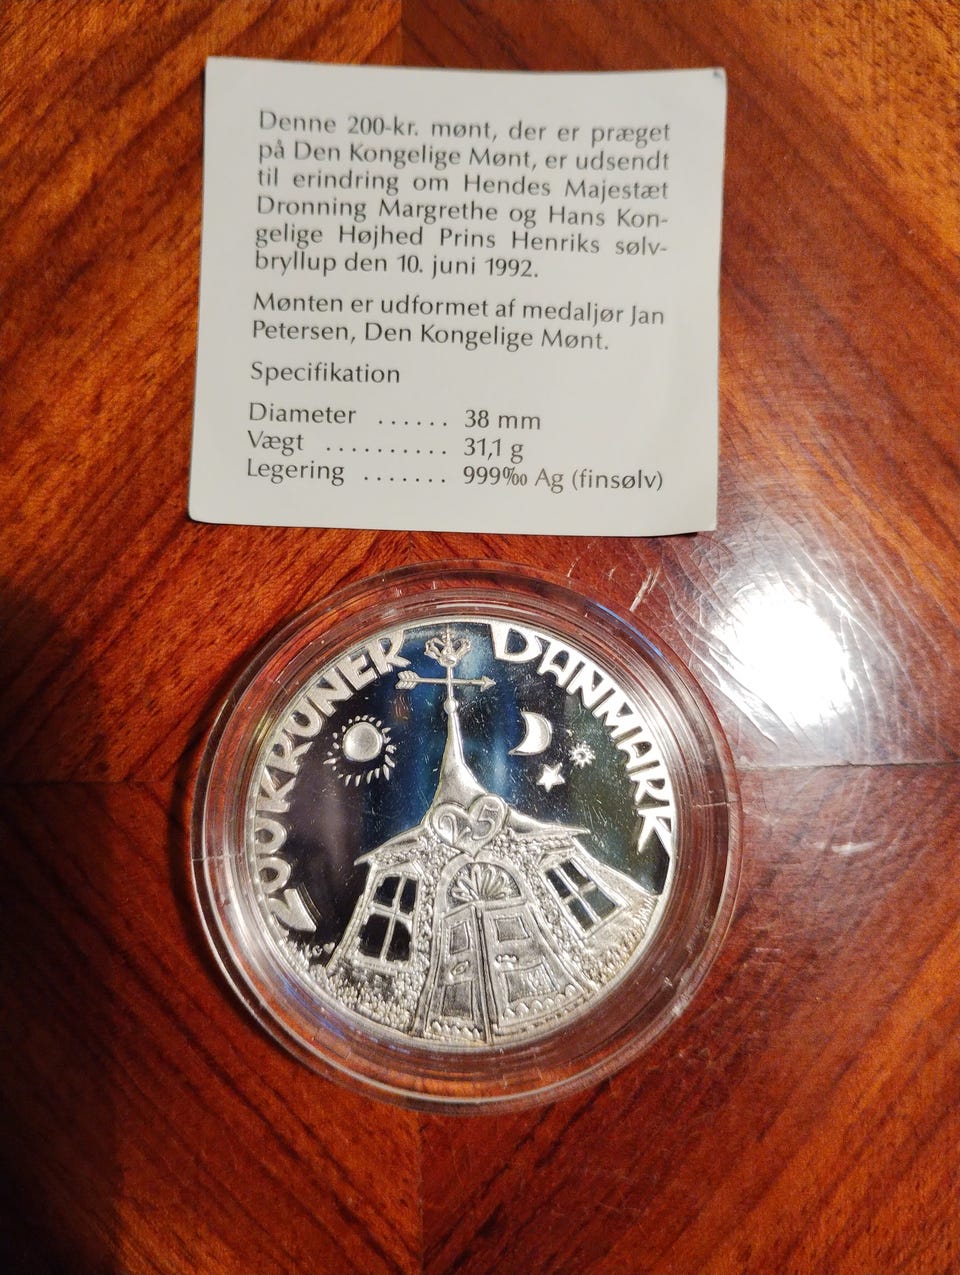 Denne 200-kr. mønt, der er præget
på Den Kongelige Mønt, er udsendt
til erindring om Hendes Majestæt
Dronning Margrethe og Hans Kon-
gelige Højhed Prins Henriks sølv-
bryllup den 10. juni 1992.
Mønten er udformet af medaljør Jan
Petersen, Den Kongelige Mønt.
Specifikation
Diameter ...... 38 mm
Vægt .......... 31,1 g
Legering ....... 999‰ Ag (finsølv)
200 KRONER DANMARK
25